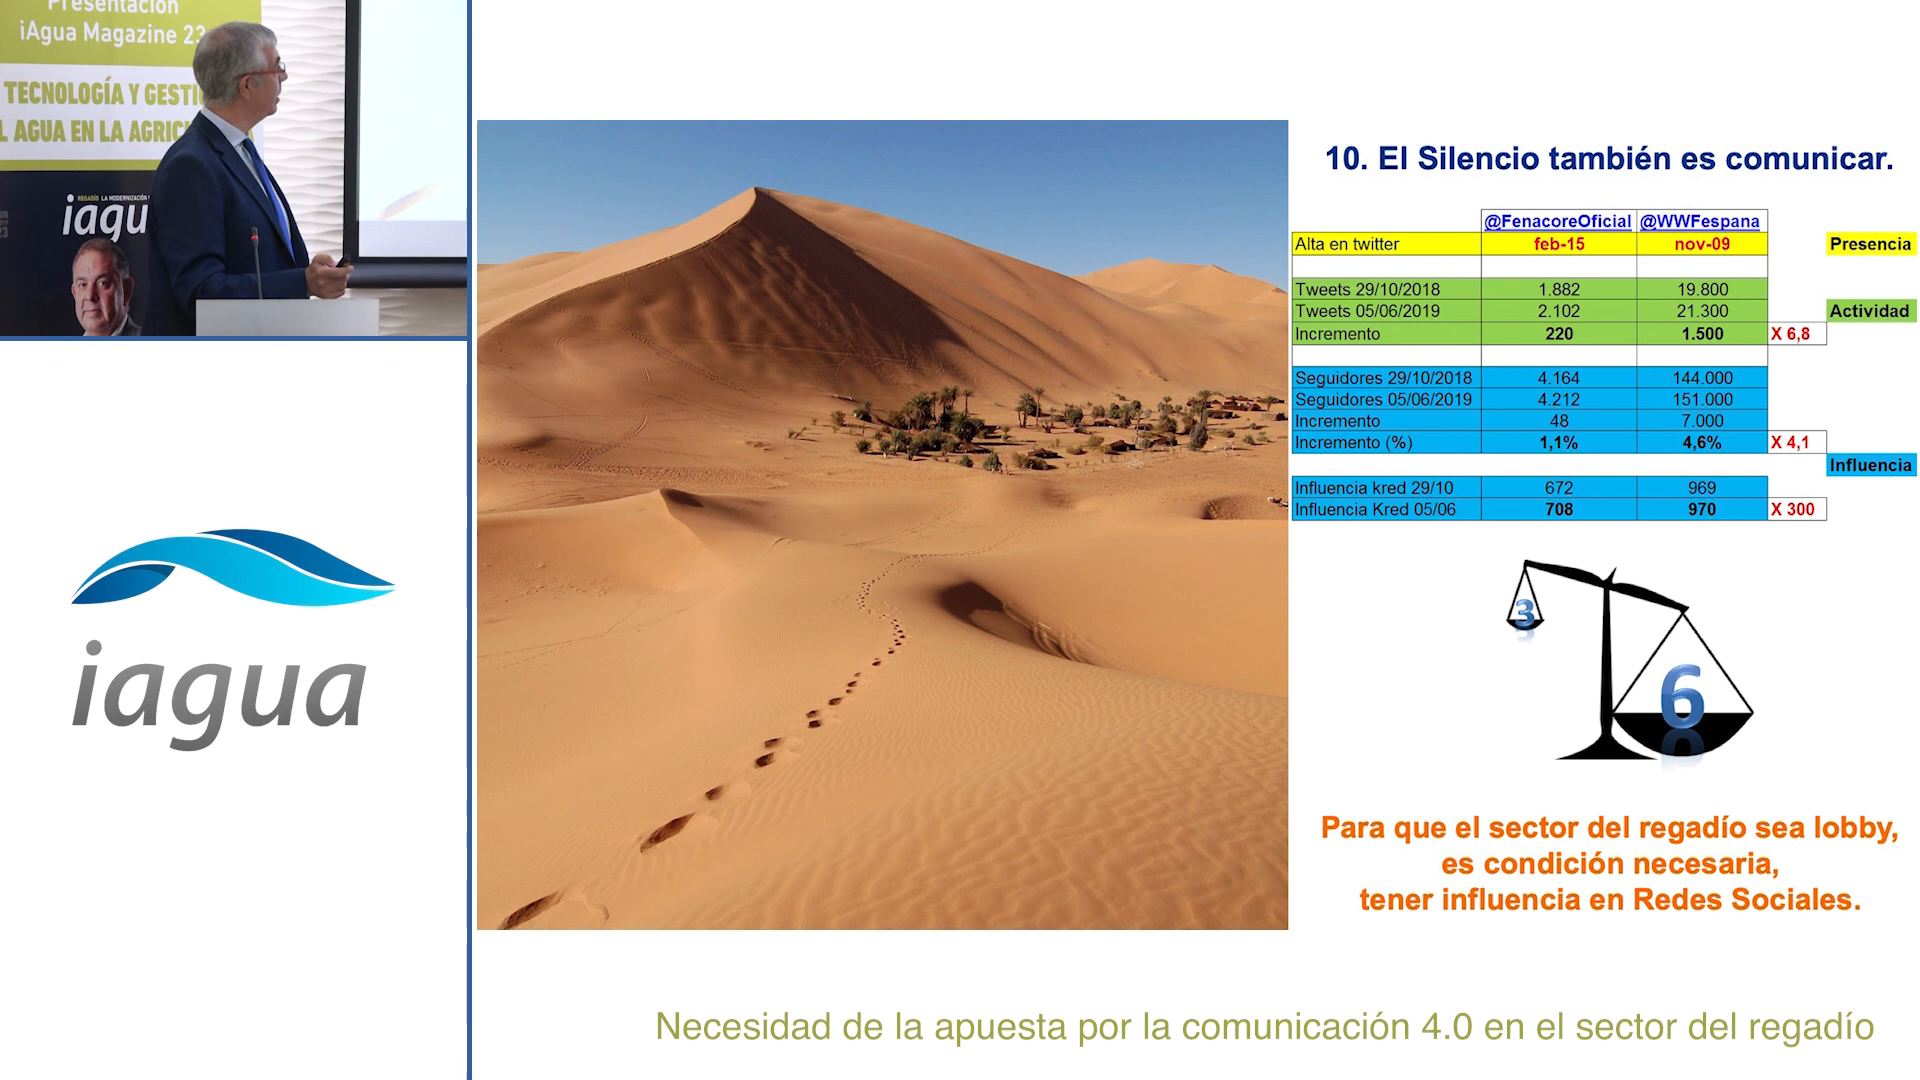 Presentación
iAgua Magazine 23
TECNOLOGÍA Y GESTI
L AGUA EN LA AGRIC
REGADÍO LA MODERNIZACIÓN
iagu
iagua
10. El Silencio también es comunicar.
@FenacoreOficial @WWFespana
Alta en twitter feb-15 nov-09 Presencia
Tweets 29/10/2018 1.882 19.800
Tweets 05/06/2019 2.102 21.300 Actividad
Incremento 220 1.500 X 6,8
Seguidores 29/10/2018 4.164 144.000
Seguidores 05/06/2019 4.212 151.000
Incremento 48 7.000
Incremento (%) 1,1% 4,6% X 4,1
Influencia
Influencia kred 29/10 672 969
Influencia Kred 05/06 708 970 X 300
3
6
Para que el sector del regadío sea lobby,
es condición necesaria,
tener influencia en Redes Sociales.
Necesidad de la apuesta por la comunicación 4.0 en el sector del regadío